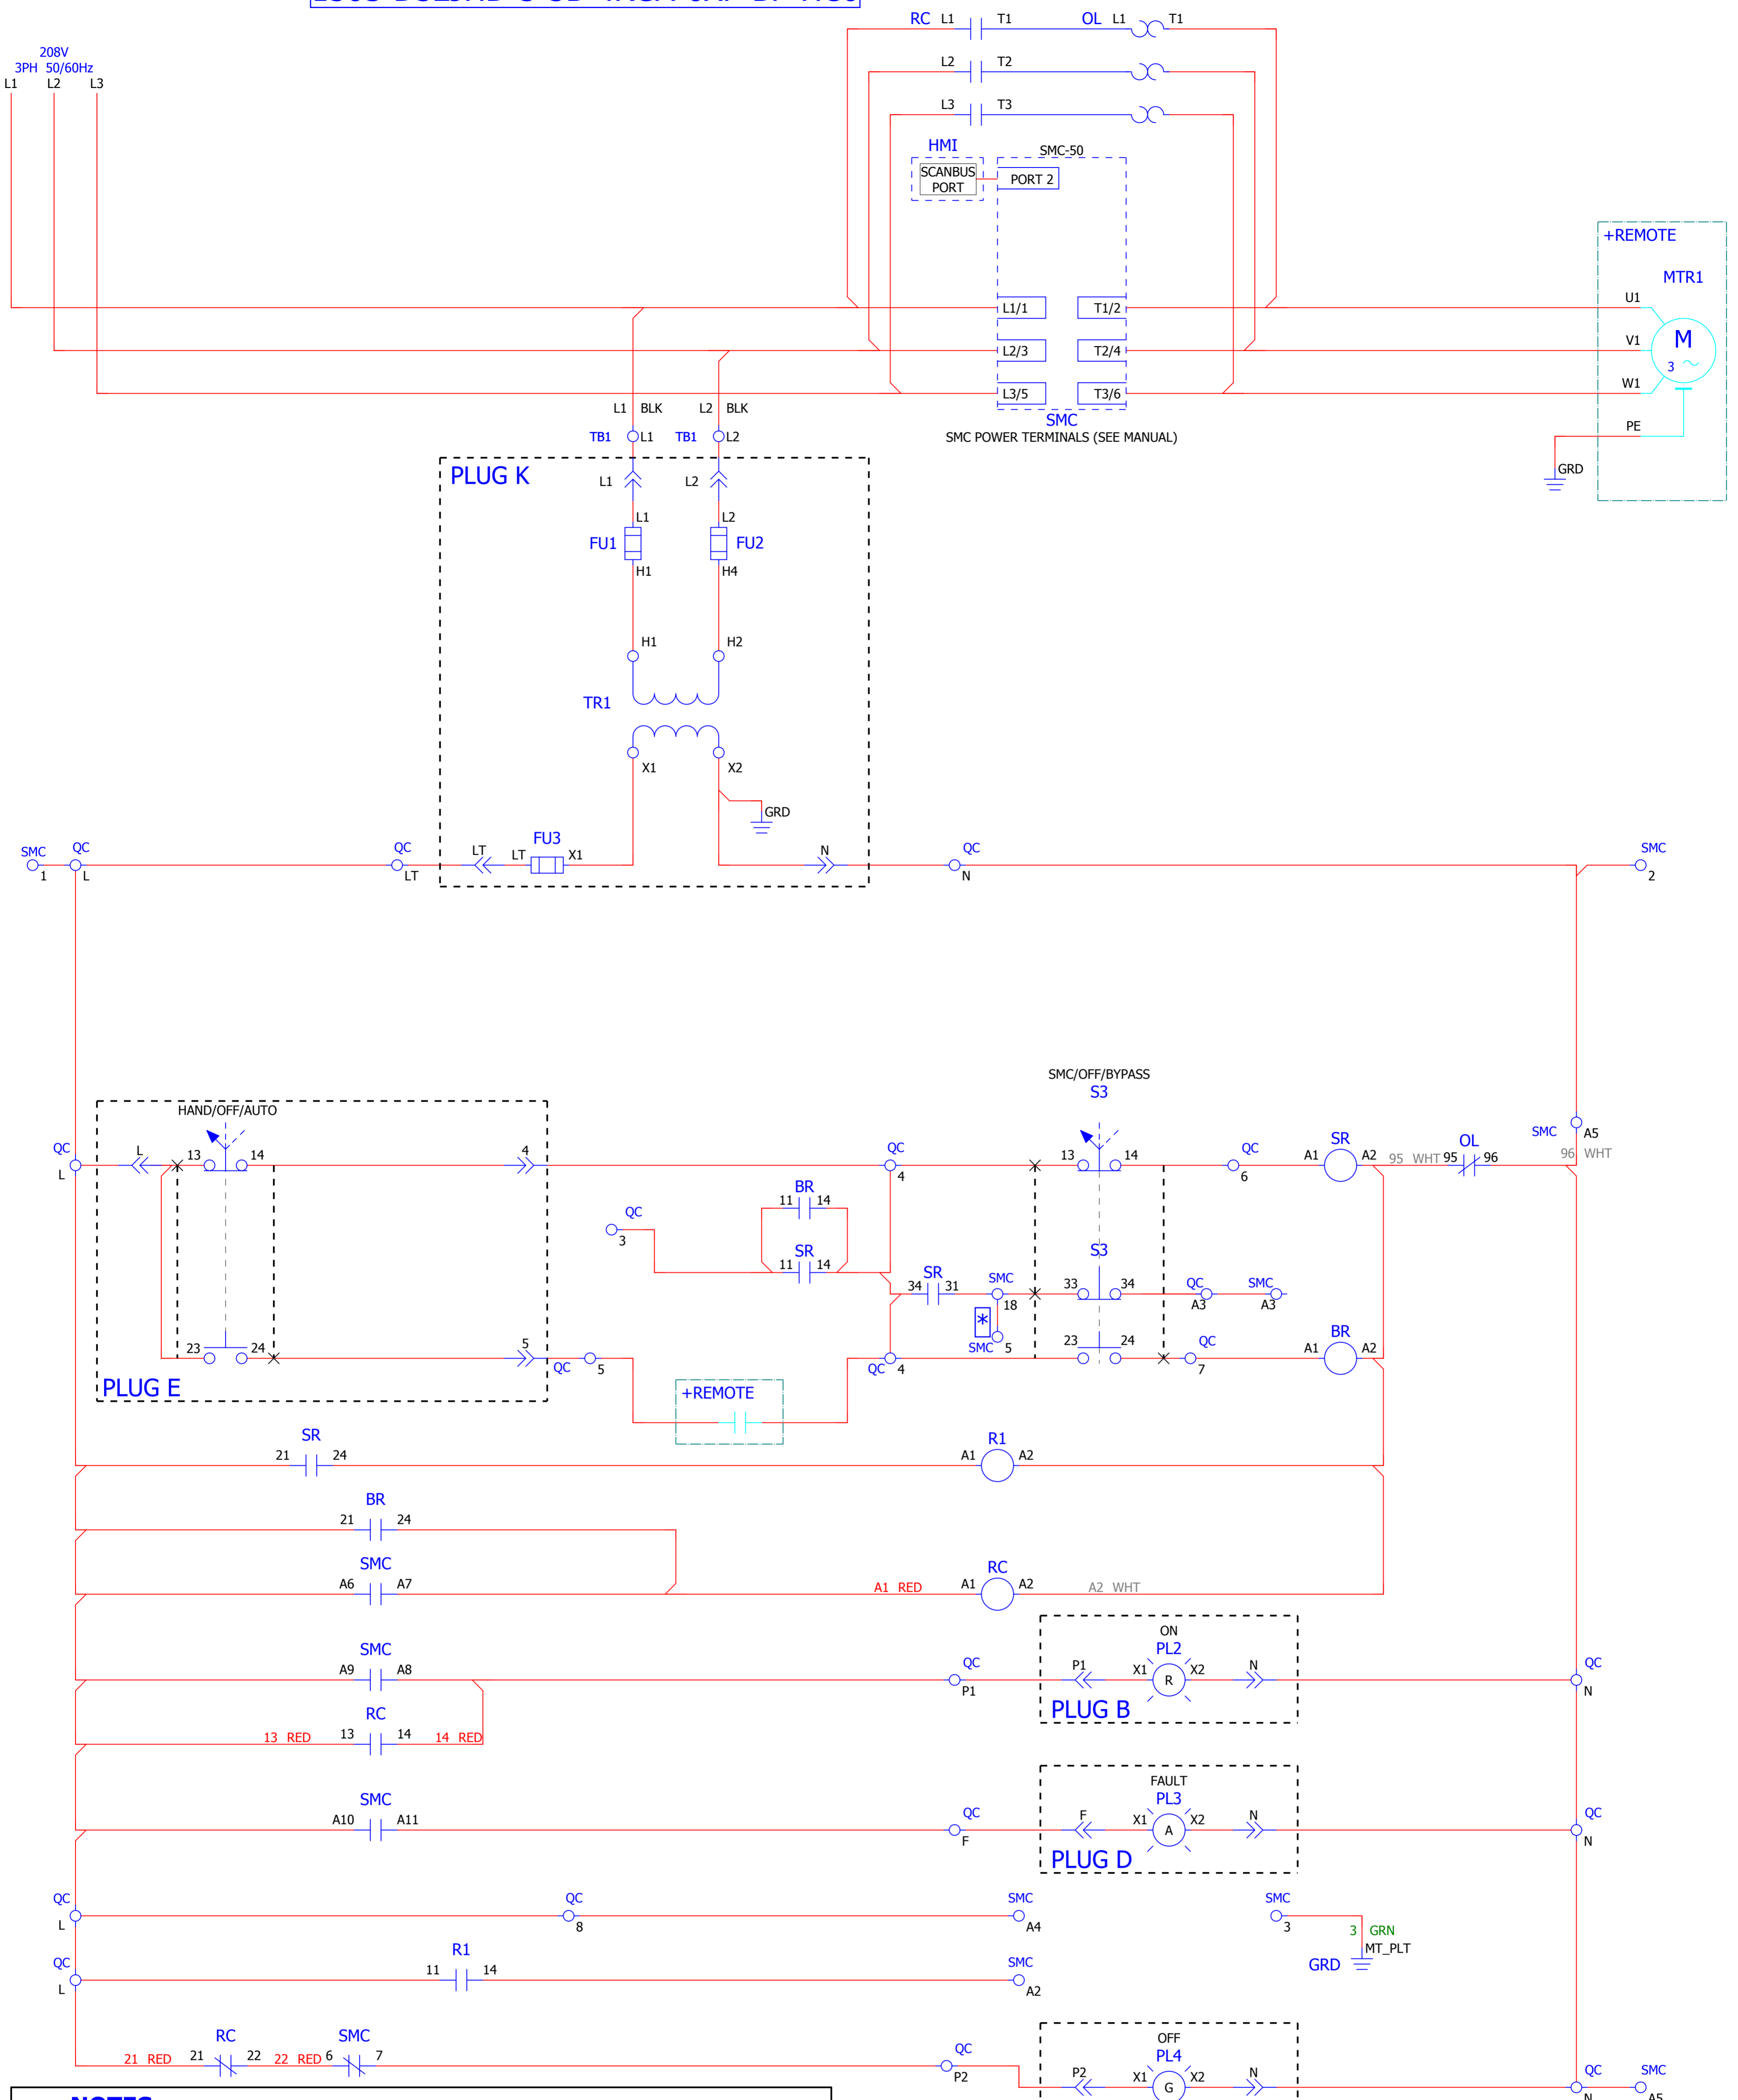 RC L1 T1 OL L1 T1
208V
3PH 50/60Hz
L1 L2 L3
L2 T2
L3 T3
HMI
SMC-50
SCANBUS
PORT
PORT 2
+REMOTE
MTR1
L1/1 T1/2 U1
L2/3 T2/4 V1
M
3
L3/5 T3/6 W1
L1 BLK L2 BLK
SMC
SMC POWER TERMINALS (SEE MANUAL)
PE
GRD
TB1 L1 TB1 L2
PLUG K
L1 L2
L1 L2
FU1 FU2
H1 H4
H1 H2
TR1
X1 X2
GRD
SMC QC QC LT LT FU3 X1 N QC SMC
1 L LT N 2
SMC/OFF/BYPASS
S3
HAND/OFF/AUTO
QC L 13 14 4 QC 13 14 QC SR OL SMC A5
L 4 6 A1 A2 95 WHT 95 96 96 WHT
BR
11 14
QC
3
SR
11 14
S3
SR
34 31 SMC 33 34 QC SMC
18 A3 A3
*
SMC 5
23 24 5 QC 5 QC 4 23 24 QC 7 BR A1 A2
PLUG E
+REMOTE
SR
21 24
R1
A1 A2
BR
21 24
SMC
A6 A7
RC
A1 RED A1 A2 A2 WHT
ON
SMC QC PL2 QC
A9 A8 P1 P1 X1 R X2 N N
PLUG B
RC
13 RED 13 14 14 RED
FAULT
SMC QC PL3 QC
A10 A11 F F X1 A X2 N N
PLUG D
QC QC SMC SMC
L 8 A4 3
3 GRN
MT_PLT
GRD
QC R1 SMC
L 11 14 A2
OFF
RC SMC QC PL4 QC SMC
21 RED 21 22 22 RED 6 7 P2 P2 X1 G X2 N N A5